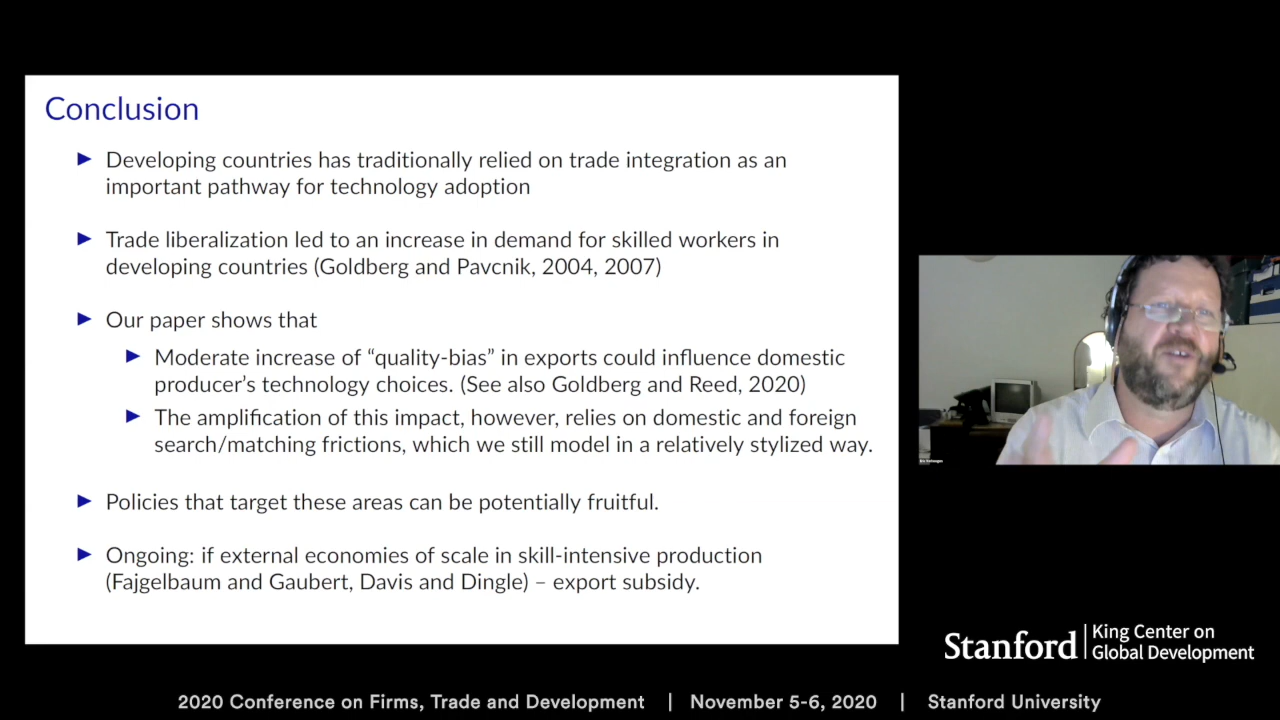 Conclusion
Developing countries has traditionally relied on trade integration as an
important pathway for technology adoption
Trade liberalization led to an increase in demand for skilled workers in
developing countries (Goldberg and Pavcnik, 2004, 2007)
Our paper shows that
Moderate increase of “quality-bias” in exports could influence domestic
producer’s technology choices. (See also Goldberg and Reed, 2020)
The amplification of this impact, however, relies on domestic and foreign
search/matching frictions, which we still model in a relatively stylized way.
Policies that target these areas can be potentially fruitful.
Ongoing: if external economies of scale in skill-intensive production
(Fajgelbaum and Gaubert, Davis and Dingle) – export subsidy.
Stanford
King Center on
Global Development
2020 Conference on Firms, Trade and Development | November 5-6, 2020 | Stanford University